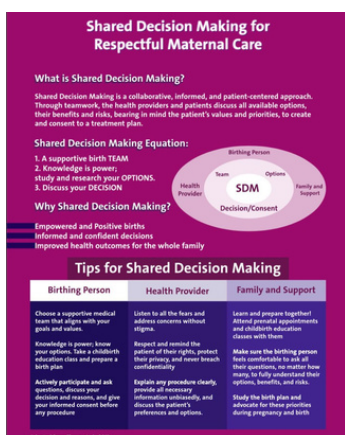 Shared Decision Making for
Respectful Maternal Care
What is Shared Decision Making?
Shared Decision Making is a collaborative, informed, and patient-centered approach.
Through teamwork, the health providers and patients discuss all available options,
their benefits and risks, bearing in mind the patient's values and priorities, to create
and consent to a treatment plan.
Shared Decision Making Equation:
1. A supportive birth TEAM
2. Knowledge is power;
study and research your OPTIONS.
3. Discuss your DECISION
Birthing Person
Team
Options
Health
Provider
SDM
Family and
Support
Decision/Consent
Why Shared Decision Making?
Empowered and Positive births
Informed and confident decisions
Improved health outcomes for the whole family
Tips for Shared Decision Making
Birthing Person
Choose a supportive medical
team that aligns with your
goals and values.
Knowledge is power; know
your options. Take a childbirth
education class and prepare a
birth plan
Actively participate and ask
questions, discuss your
decision and reasons, and give
your informed consent before
any procedure
Health Provider
Listen to all the fears and
address concerns without
stigma.
Respect and remind the
patient of their rights, protect
their privacy, and never breach
confidentiality
Explain any procedure clearly,
provide all necessary
information unbiasedly, and
discuss the patient's
preferences and options.
Family and Support
Learn and prepare together!
Attend prenatal appointments
and childbirth education
classes with them
Make sure the birthing person
feels comfortable to ask all
their questions, no matter how
many, to fully understand their
options, benefits, and risks.
Study the birth plan and
advocate for these priorities
during pregnancy and birth